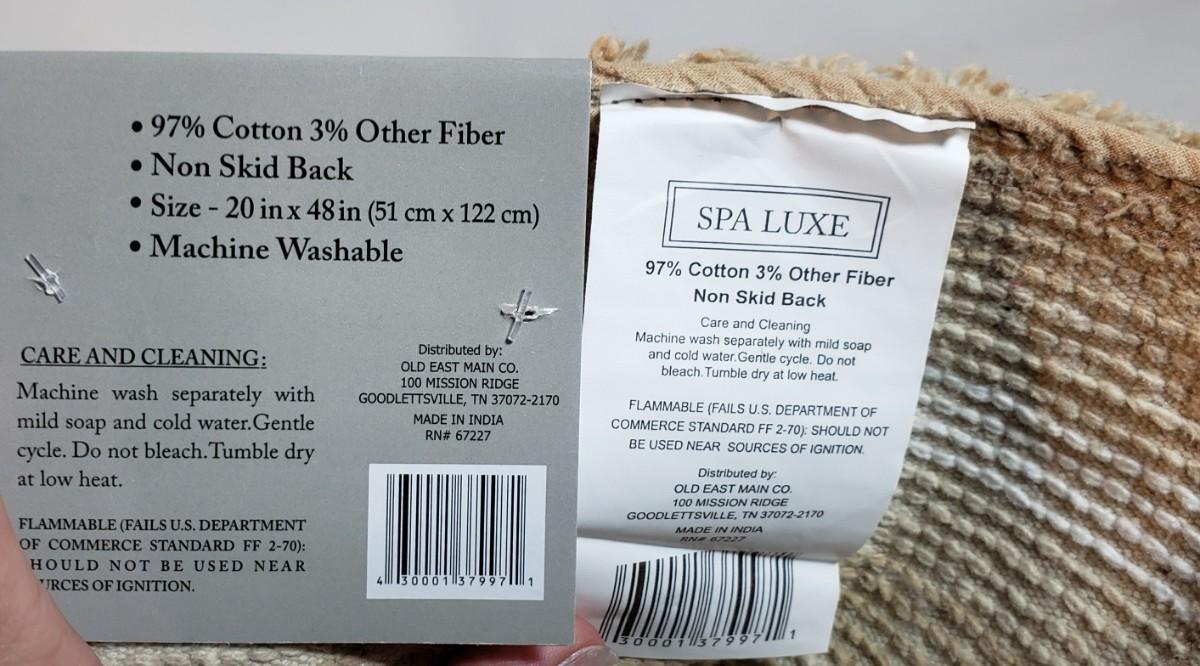 • 97% Cotton 3% Other Fiber
• Non Skid Back
• Size - 20 in x 48 in (51 cm x 122 cm)
• Machine Washable
CARE AND CLEANING:
Machine wash separately with
mild soap and cold water.Gentle
cycle. Do not bleach.Tumble dry
at low heat.
FLAMMABLE (FAILS U.S. DEPARTMENT
OF COMMERCE STANDARD FF 2-70):
HOULD NOT BE USED NEAR
URCES OF IGNITION.
Distributed by:
OLD EAST MAIN CO.
100 MISSION RIDGE
GOODLETTSVILLE, TN 37072-2170
MADE IN INDIA
RN# 67227
4 30001 37997 1
SPA LUXE
97% Cotton 3% Other Fiber
Non Skid Back
Care and Cleaning
Machine wash separately with mild soap
and cold water.Gentle cycle. Do not
bleach.Tumble dry at low heat.
FLAMMABLE (FAILS U.S. DEPARTMENT OF
COMMERCE STANDARD FF 2-70): SHOULD NOT
BE USED NEAR SOURCES OF IGNITION.
Distributed by:
OLD EAST MAIN CO.
100 MISSION RIDGE
GOODLETTSVILLE, TN 37072-2170
MADE IN INDIA
RN# 67227
30001 37997 1